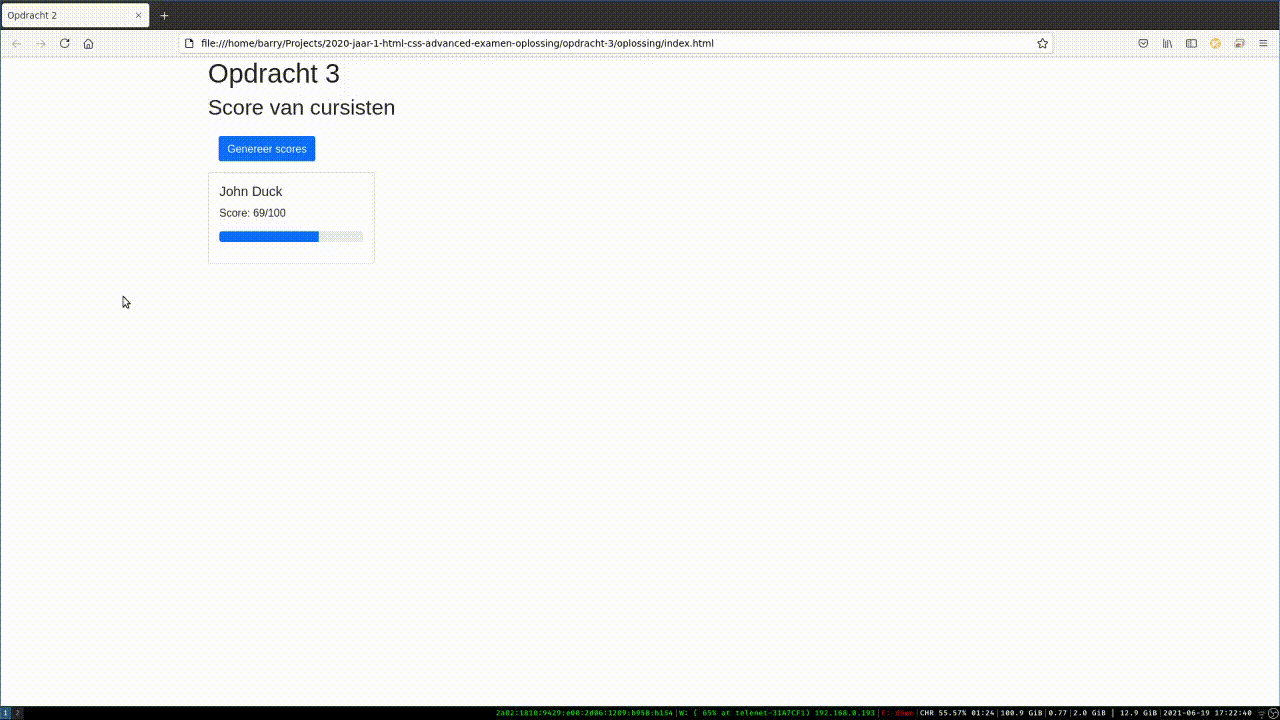 Opdracht 2
file:///home/barry/Projects/2020-jaar-1-html-css-advanced-examen-oplossing/opdracht-3/oplossing/index.html
Opdracht 3
Score van cursisten
Genereer scores
John Duck
Score: 69/100
1 2 2a02:1810:9429:e00:2d06:1209:b958:b154|W: ( 65% at telenet-31A7CF1) 192.168.0.193|E: down|CHR 55.57% 01:24|100.9 GiB|0.77|2.0 GiB | 12.9 GiB|2021-06-19 17:22:40